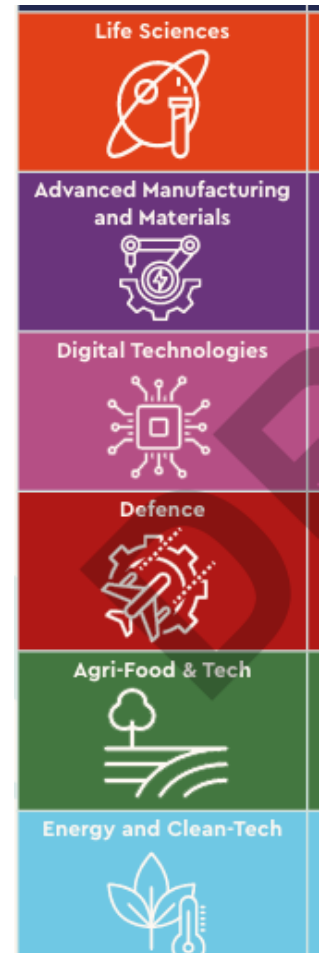 Life Sciences
Advanced Manufacturing
and Materials
Digital Technologies
Defence
Agri-Food & Tech
Energy and Clean-Tech